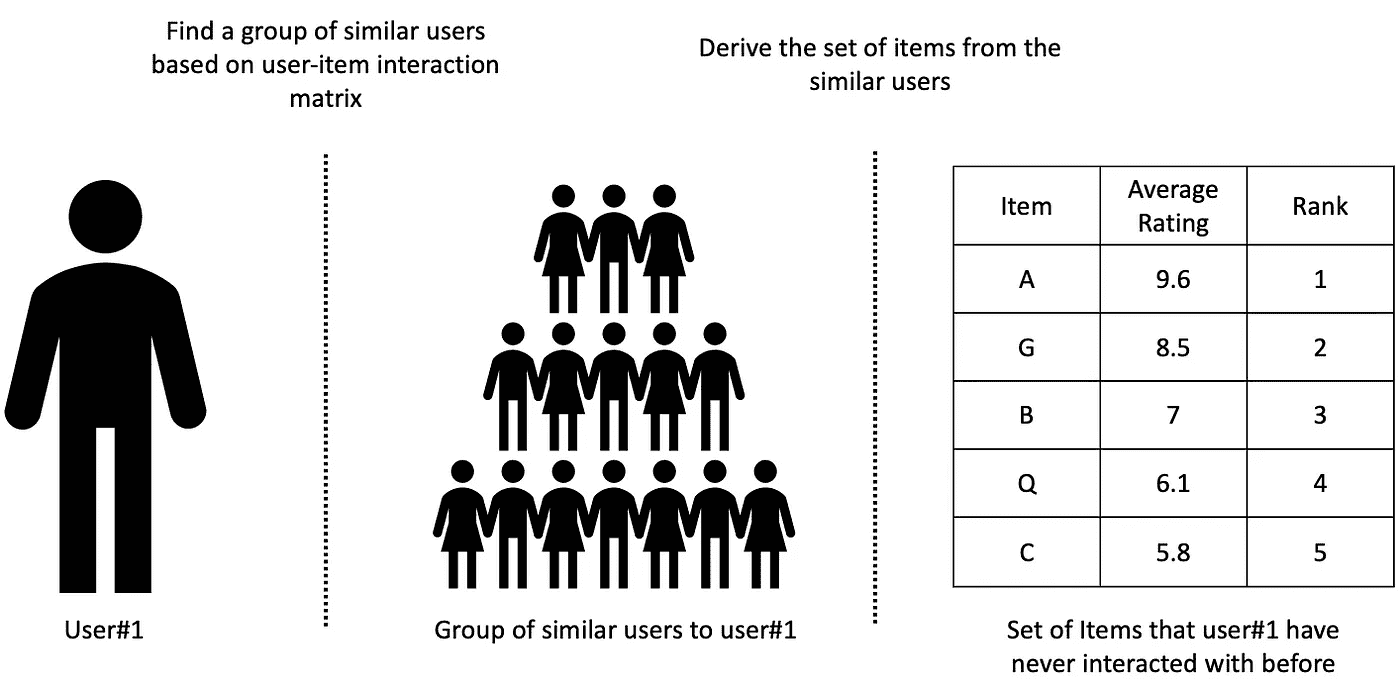 Find a group of similar users
based on user-item interaction
matrix
Derive the set of items from the
similar users
User#1
Group of similar users to user#1
Item Average Rating Rank
A 9.6 1
G 8.5 2
B 7 3
Q 6.1 4
C 5.8 5
Set of Items that user#1 have
never interacted with before